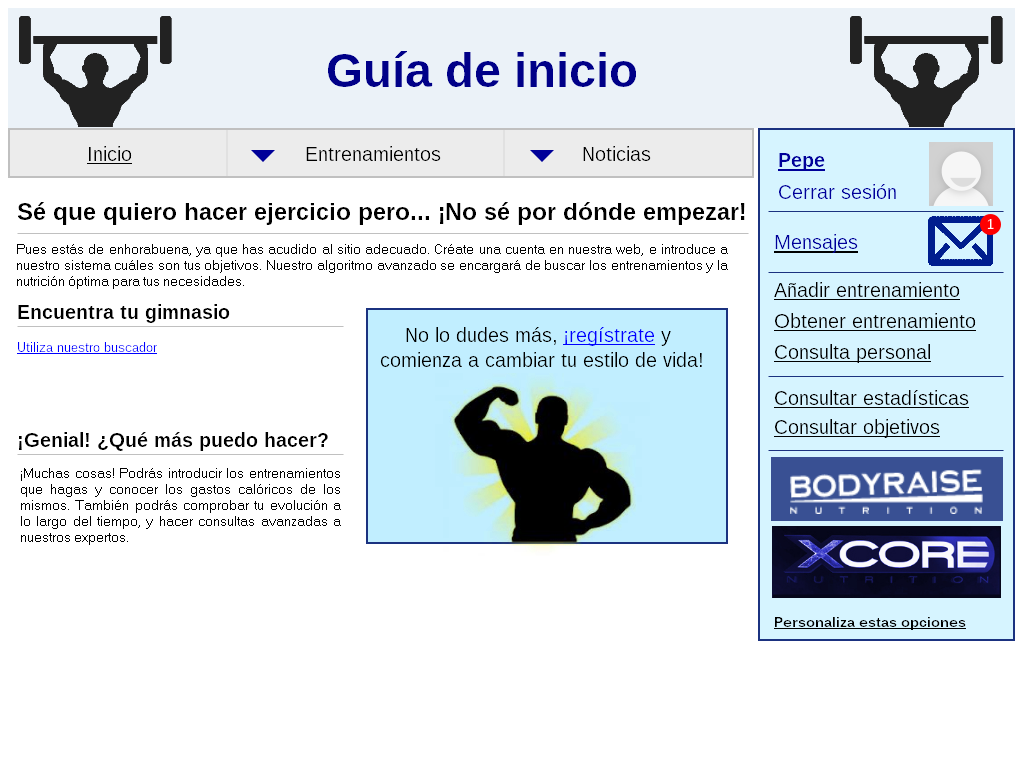 Guía de inicio
Inicio
Entrenamientos
Noticias
Sé que quiero hacer ejercicio pero... ¡No sé por dónde empezar!
Pues estás de enhorabuena, ya que has acudido al sitio adecuado. Créate una cuenta en nuestra web, e introduce a
nuestro sistema cuáles son tus objetivos. Nuestro algoritmo avanzado se encargará de buscar los entrenamientos y la
nutrición óptima para tus necesidades.
Encuentra tu gimnasio
Utiliza nuestro buscador
¡Genial! ¿Qué más puedo hacer?
¡Muchas cosas! Podrás introducir los entrenamientos
que hagas y conocer los gastos calóricos de los
mismos. También podrás comprobar tu evolución a
lo largo del tiempo, y hacer consultas avanzadas a
nuestros expertos.
No lo dudes más, ¡regístrate y
comienza a cambiar tu estilo de vida!
Pepe
Cerrar sesión
Mensajes
1
Añadir entrenamiento
Obtener entrenamiento
Consulta personal
Consultar estadísticas
Consultar objetivos
BODYRAISE
NUTRITION
XCORE
NUTRITION
Personaliza estas opciones